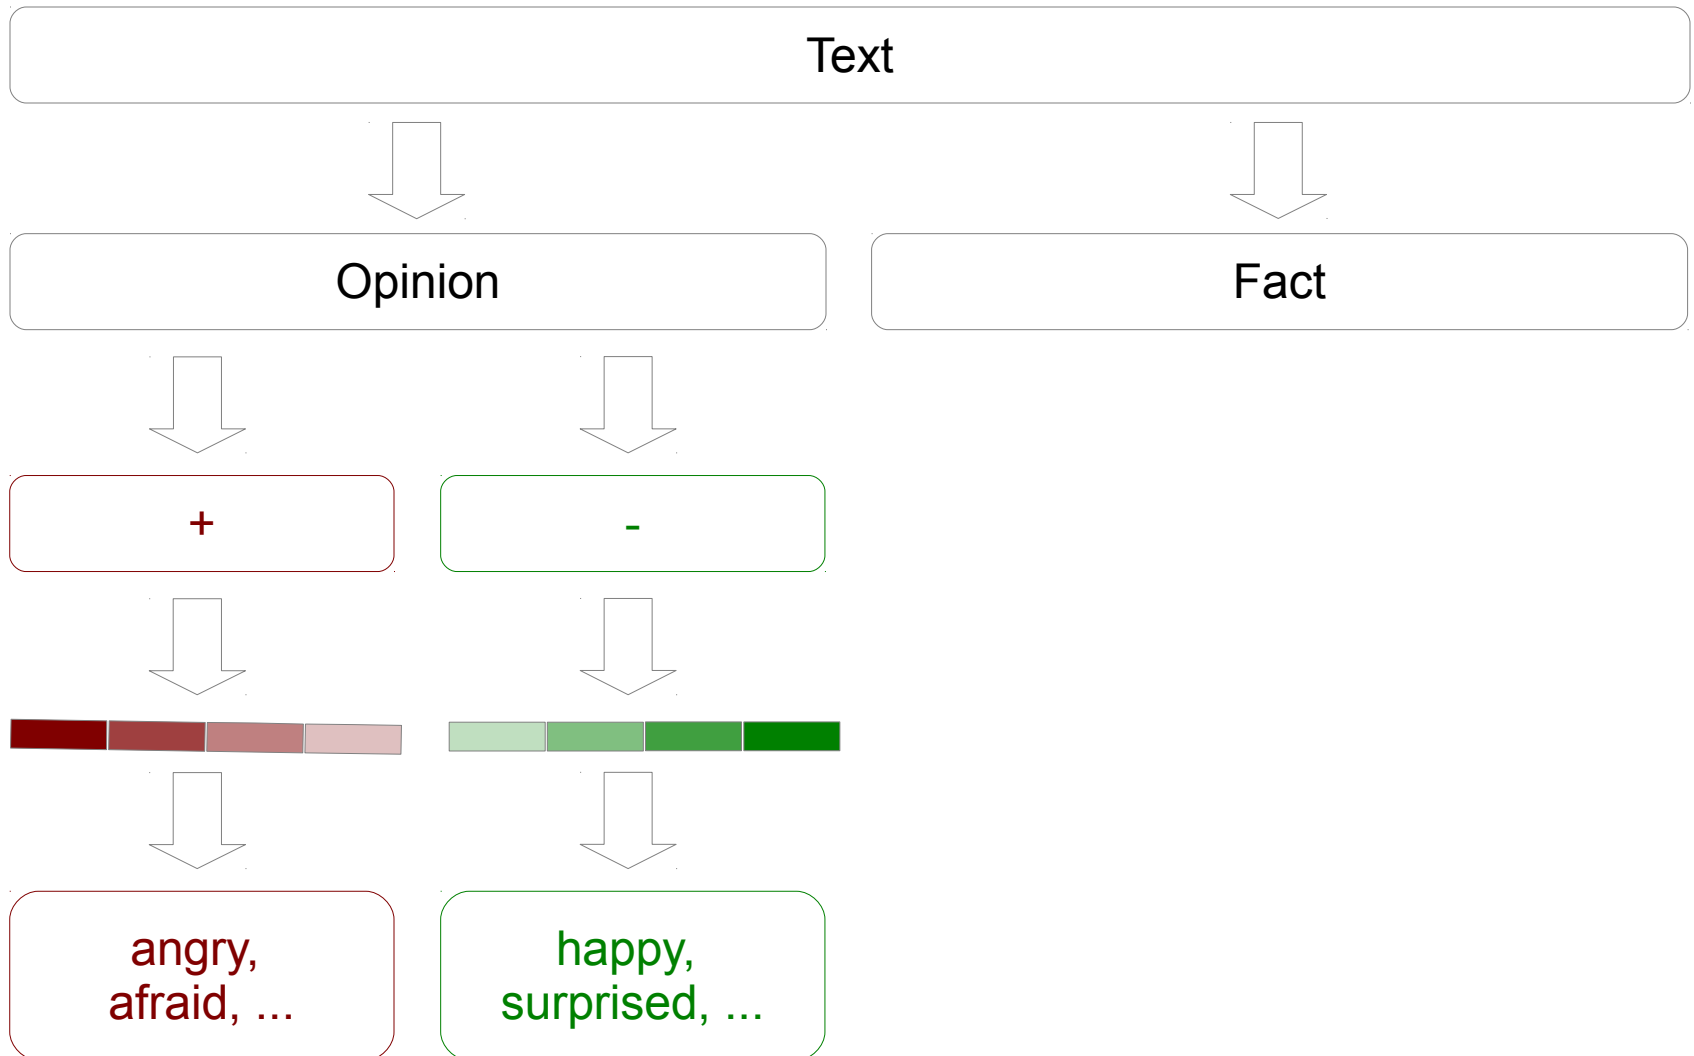 Text
Opinion
Fact
+
-
angry,
afraid, ...
happy,
surprised, ...